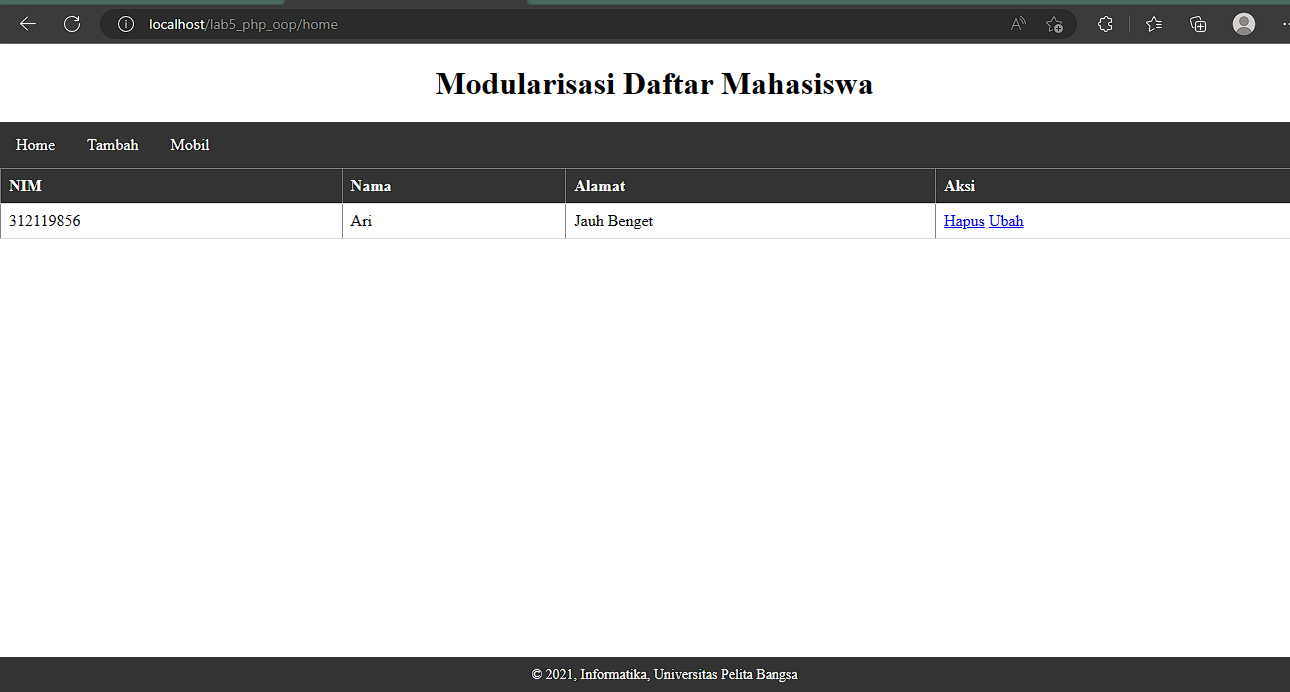 localhost/lab5_php_oop/home
Modularisasi Daftar Mahasiswa
Home Tambah Mobil
NIM Nama Alamat Aksi
312119856 Ari Jauh Benget Hapus Ubah
© 2021, Informatika, Universitas Pelita Bangsa